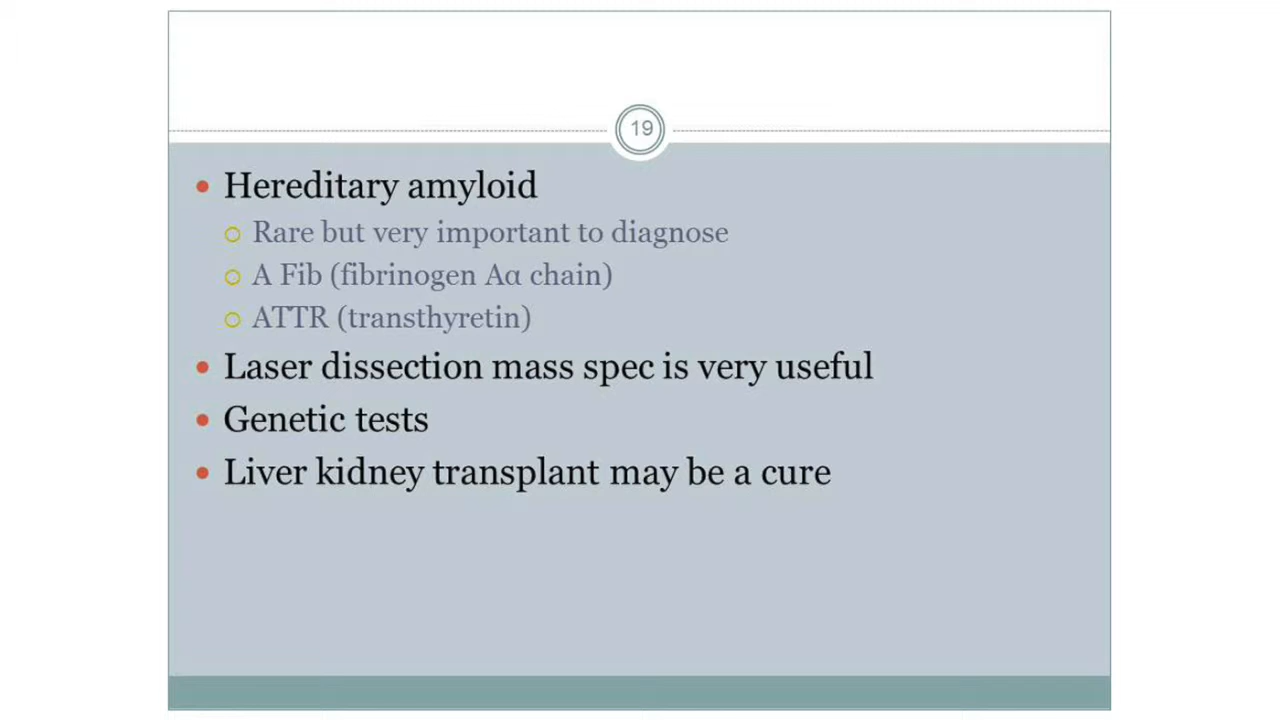 19
Hereditary amyloid
Rare but very important to diagnose
A Fib (fibrinogen Aα chain)
ATTR (transthyretin)
Laser dissection mass spec is very useful
Genetic tests
Liver kidney transplant may be a cure